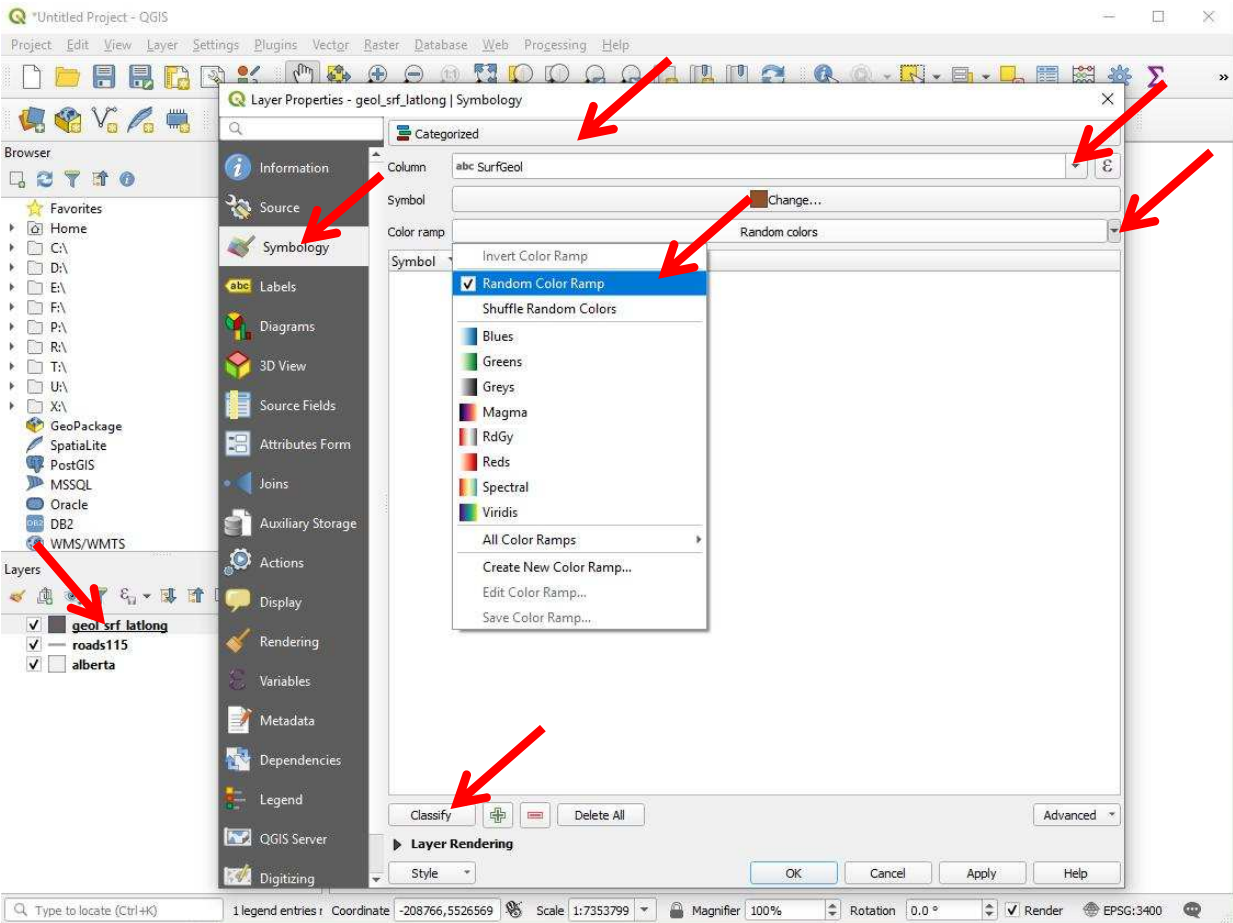 *Untitled Project - QGIS
Project Edit View Layer Settings Plugins Vector Raster Database Web Processing Help
Layer Properties - geol_srf_latlong | Symbology
Categorized
Column abc SurfGeol ε
Symbol Change...
Color ramp Random colors
Symbol
Invert Color Ramp
Random Color Ramp
Shuffle Random Colors
Blues
Greens
Greys
Magma
RdGy
Reds
Spectral
Viridis
All Color Ramps
Create New Color Ramp...
Edit Color Ramp...
Save Color Ramp...
Information
Source
Symbology
abc Labels
Diagrams
3D View
Source Fields
Attributes Form
Joins
Auxiliary Storage
Actions
Display
Rendering
Variables
Metadata
Dependencies
Legend
QGIS Server
Digitizing
Classify Delete All Advanced
Layer Rendering
Style OK Cancel Apply Help
Browser
Favorites
Home
C:\
D:\
E:\
F:\
P:\
R:\
T:\
U:\
X:\
GeoPackage
SpatiaLite
PostGIS
MSSQL
Oracle
DB2 DB2
WMS/WMTS
Layers
geol_srf_latlong
roads115
alberta
Type to locate (Ctrl+K) 1 legend entries r Coordinate -208766,5526569 Scale 1:7353799 Magnifier 100% Rotation 0.0 ° Render EPSG:3400